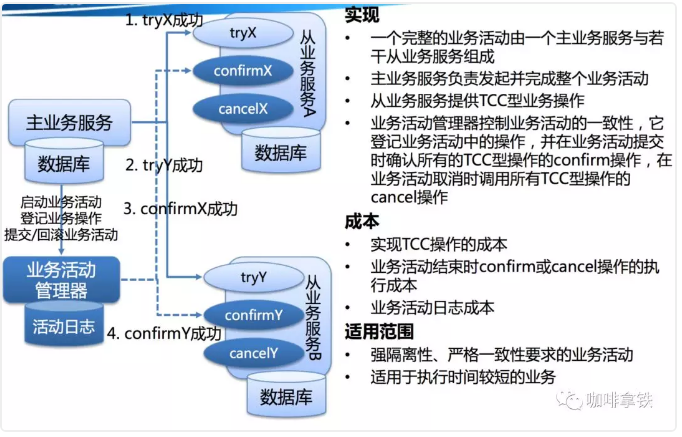 1. tryX成功
tryX
confirmX
cancelX
从业务服务A
数据库
主业务服务
数据库
2. tryY成功
3. confirmX成功
启动业务活动
登记业务操作
提交/回滚业务活动
业务活动
管理器
活动日志
4. confirmY成功
tryY
confirmY
cancelY
从业务服务B
数据库
实现
• 一个完整的业务活动由一个主业务服务与若
干从业务服务组成
• 主业务服务负责发起并完成整个业务活动
• 从业务服务提供TCC型业务操作
• 业务活动管理器控制业务活动的一致性，它
登记业务活动中的操作，并在业务活动提交
时确认所有的TCC型操作的confirm操作，在
业务活动取消时调用所有TCC型操作的
cancel操作
成本
• 实现TCC操作的成本
• 业务活动结束时confirm或cancel操作的执
行成本
• 业务活动日志成本
适用范围
• 强隔离性、严格一致性要求的业务活动
• 适用于执行时间较短的业务
咖啡拿铁